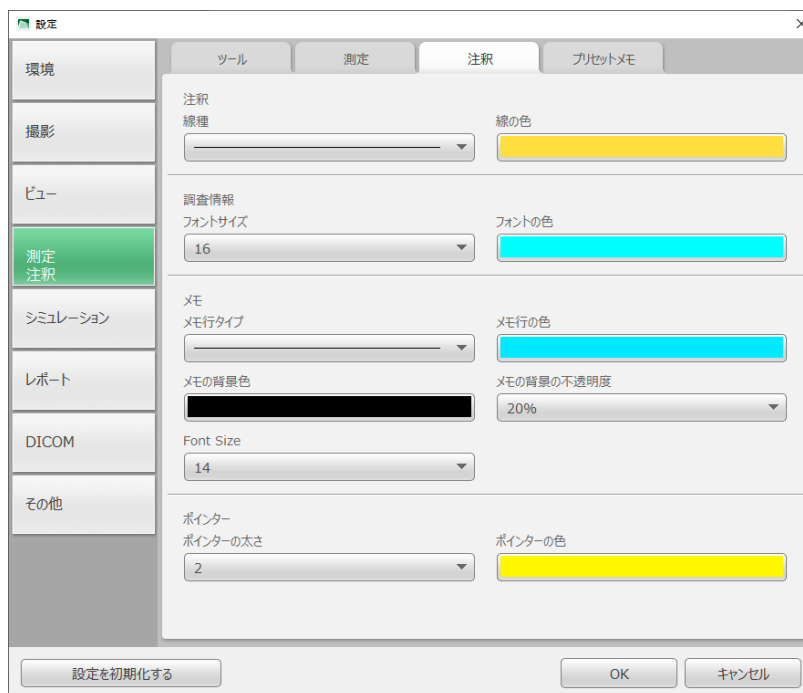 設定
環境
撮影
ビュー
測定
注釈
シミュレーション
レポート
DICOM
その他
ツール
測定
注釈
プリセットメモ
注釈
線種
線の色
調査情報
フォントサイズ
フォントの色
16
メモ
メモ行タイプ
メモ行の色
メモの背景色
メモの背景の不透明度
20%
Font Size
14
ポインター
ポインターの太さ
ポインターの色
2
設定を初期化する
OK
キャンセル